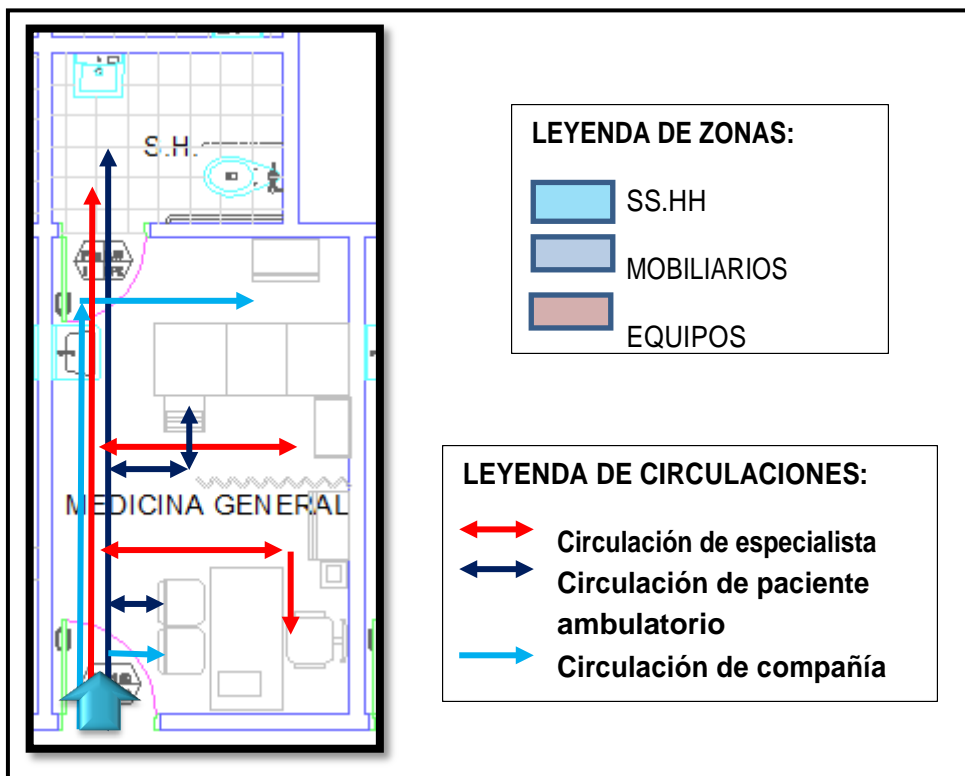 S.H.
MEDICINA GENERAL
LEYENDA DE ZONAS:
SS.HH
MOBILIARIOS
EQUIPOS
LEYENDA DE CIRCULACIONES:
Circulación de especialista
Circulación de paciente
ambulatorio
Circulación de compañía